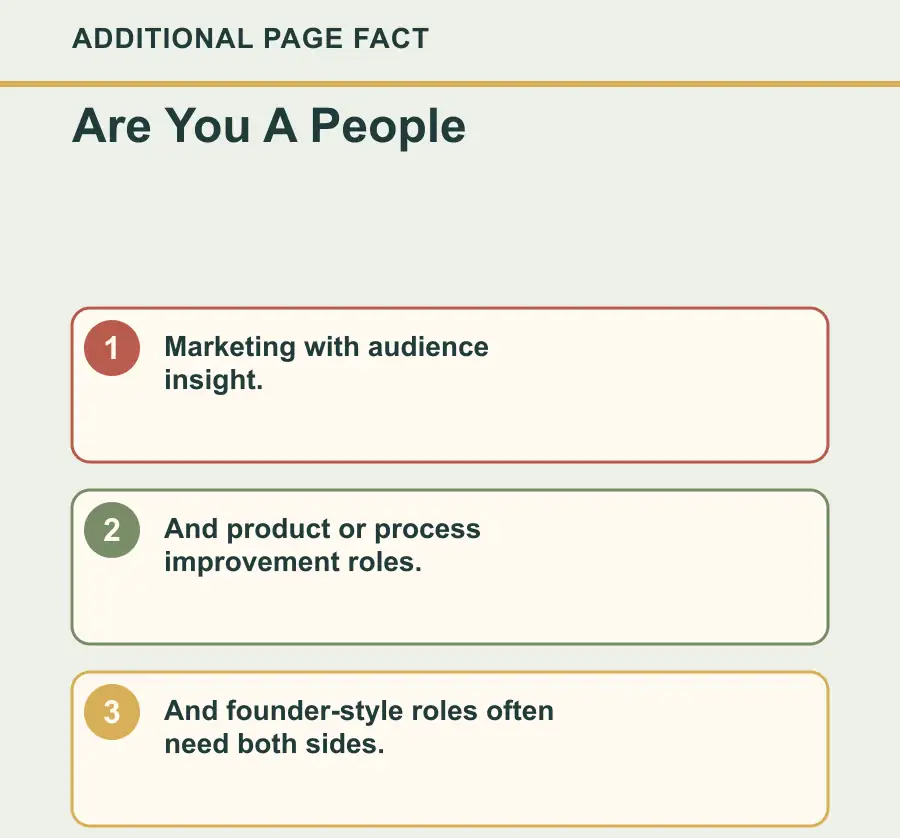 ADDITIONAL PAGE FACT
Are You A People
1
Marketing with audience
insight.
2
And product or process
improvement roles.
3
And founder-style roles often
need both sides.